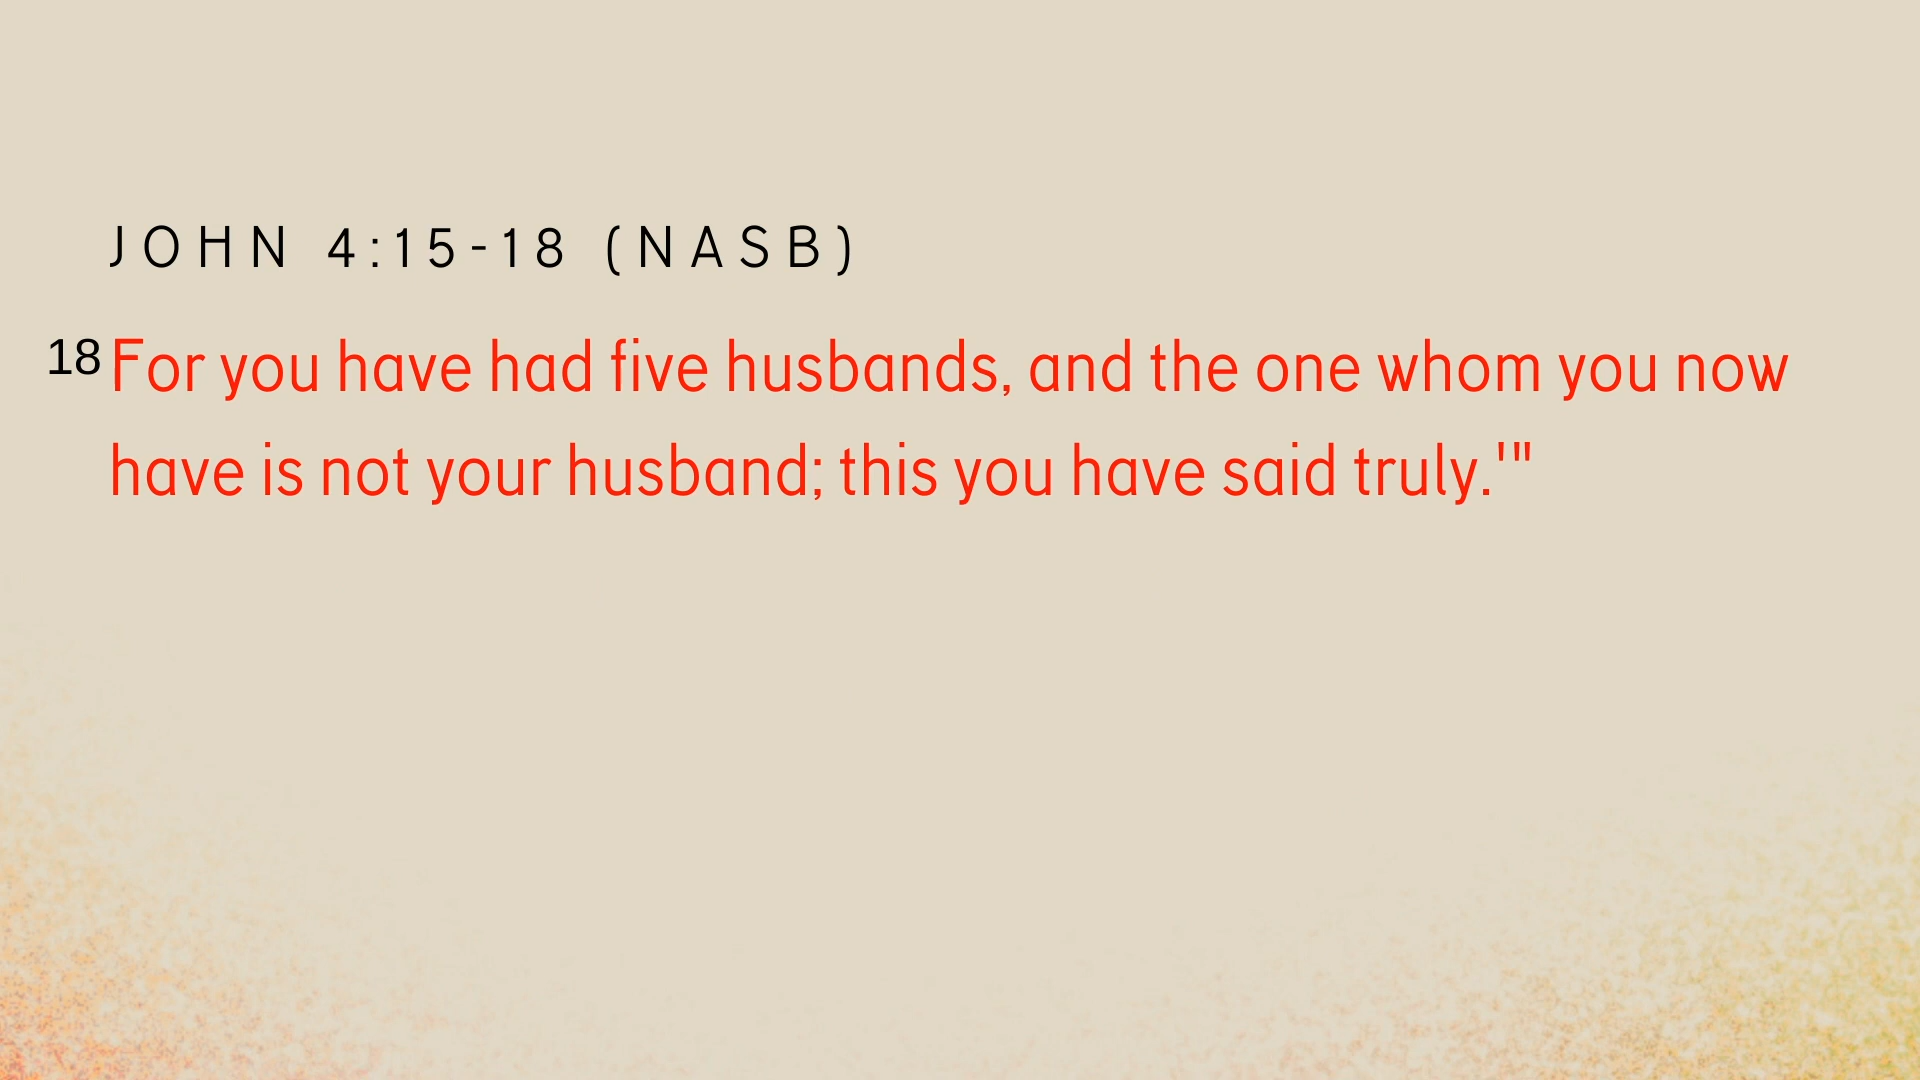 JOHN 4:15-18 (NASB)
18 For you have had five husbands, and the one whom you now
have is not your husband; this you have said truly.'"